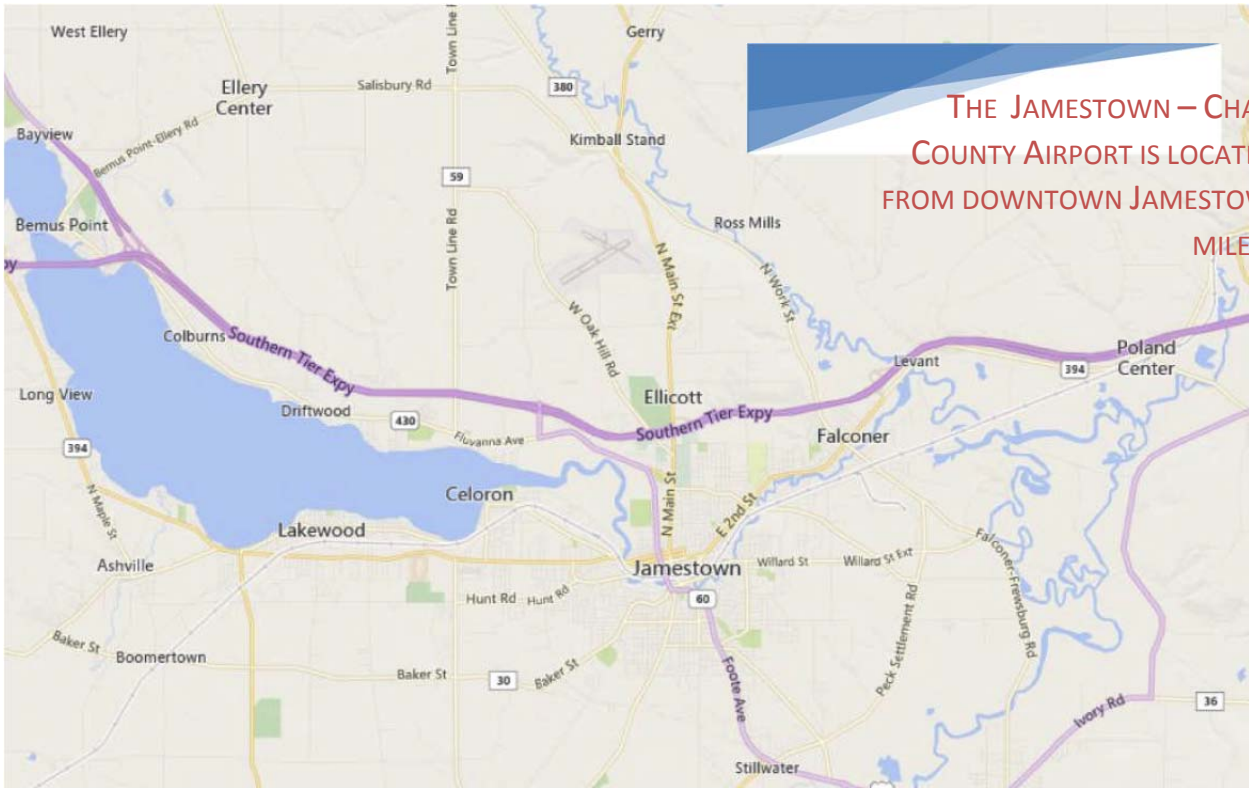 West Ellery
Gerry
Town Line R
Ellery
Center
Salisbury Rd
380
THE JAMESTOWN – CHA
COUNTY AIRPORT IS LOCATI
FROM DOWNTOWN JAMESTOW
MILE
Bayview
Bemus Point-Ellery Rd
Kimball Stand
59
Bemus Point
Ross Mills
Town Line Rd
N Main St Ext
N Work St
W Oak Hill Rd
Colburns
Southern Tier Expy
Levant
394
Poland
Center
Long View
Driftwood
430
Ellicott
Fluvanna Ave
Southern Tier Expy
Falconer
394
N Maple St
Celoron
N Main St
E 2nd St
Lakewood
Ashville
Jamestown
Willard St
Willard St Ext
Falconer-Frewsburg Rd
Hunt Rd
Hunt Rd
60
Peck Settlement Rd
Baker St
Boomertown
Baker St
30
Baker St
Foote Ave
Ivory Rd
36
Stillwater